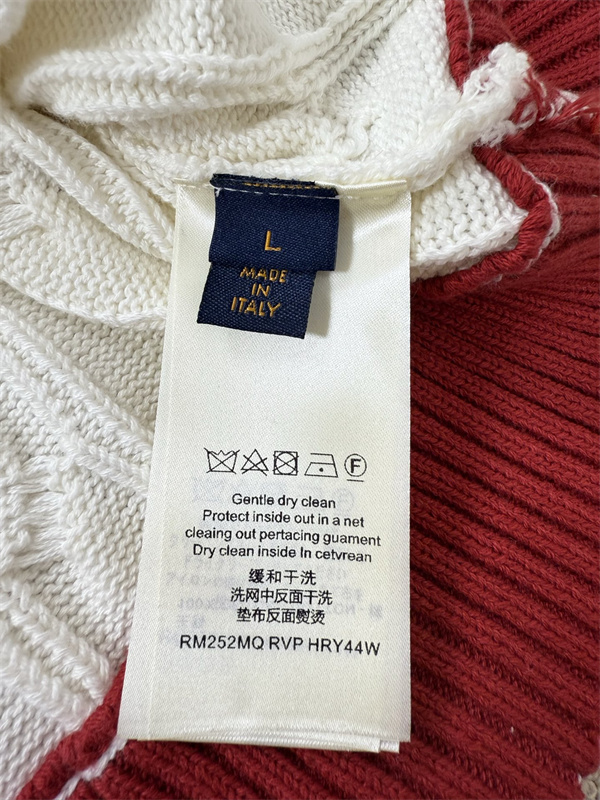 L
MADE
IN
ITALY
F
Gentle dry clean
Protect inside out in a net
cleaing out pertacing guament
Dry clean inside In cetvrean
缓和干洗
洗网中反面干洗
垫布反面熨烫
RM252MQ RVP HRY44W